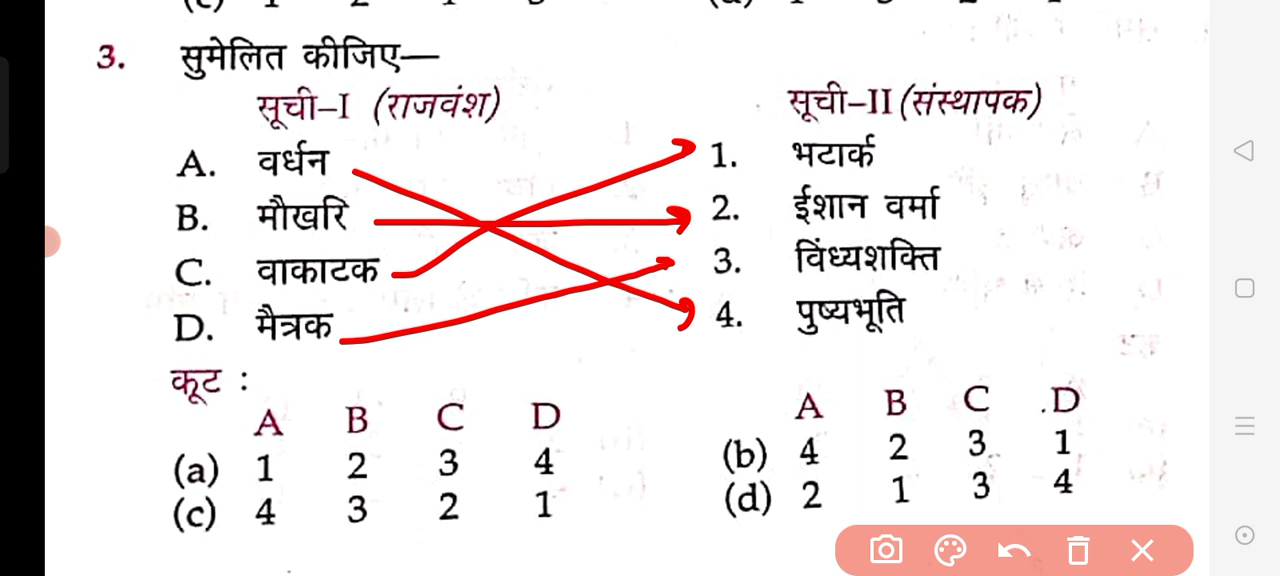 3. सुमेलित कीजिए—
सूची–I (राजवंश) सूची–II (संस्थापक)
A. वर्धन 1. भटार्क
B. मौखरि 2. ईशान वर्मा
C. वाकाटक 3. विंध्यशक्ति
D. मैत्रक 4. पुष्यभूति
कूट :
A B C D A B C D
(a) 1 2 3 4 (b) 4 2 3 1
(c) 4 3 2 1 (d) 2 1 3 4